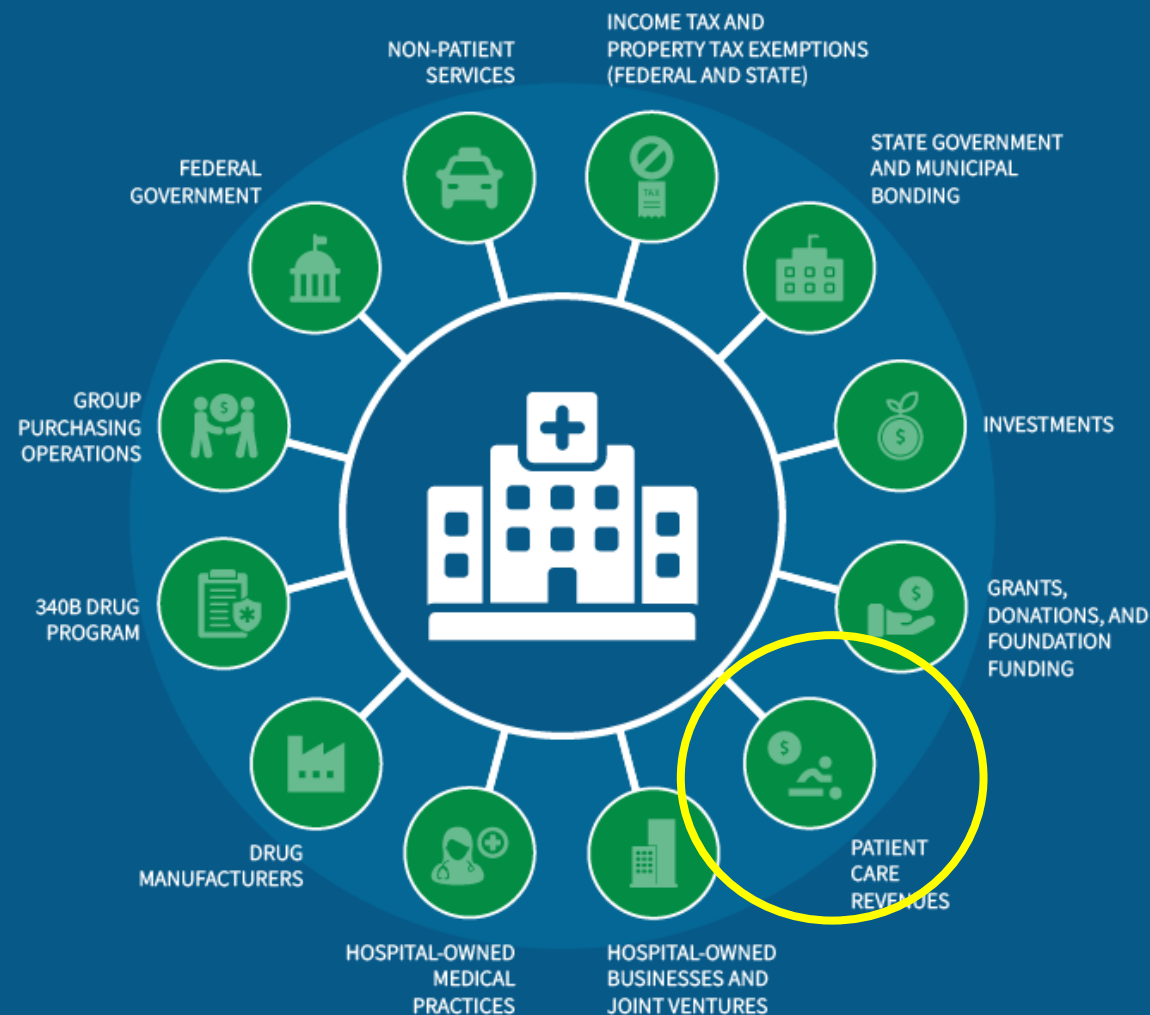 NON-PATIENT
SERVICES
INCOME TAX AND
PROPERTY TAX EXEMPTIONS
(FEDERAL AND STATE)
TAX
STATE GOVERNMENT
AND MUNICIPAL
BONDING
FEDERAL
GOVERNMENT
GROUP
PURCHASING
OPERATIONS
$
$
INVESTMENTS
340B DRUG
PROGRAM
$
GRANTS,
DONATIONS, AND
FOUNDATION
FUNDING
DRUG
MANUFACTURERS
$
PATIENT
CARE
REVENUES
HOSPITAL-OWNED
MEDICAL
PRACTICES
HOSPITAL-OWNED
BUSINESSES AND
JOINT VENTURES